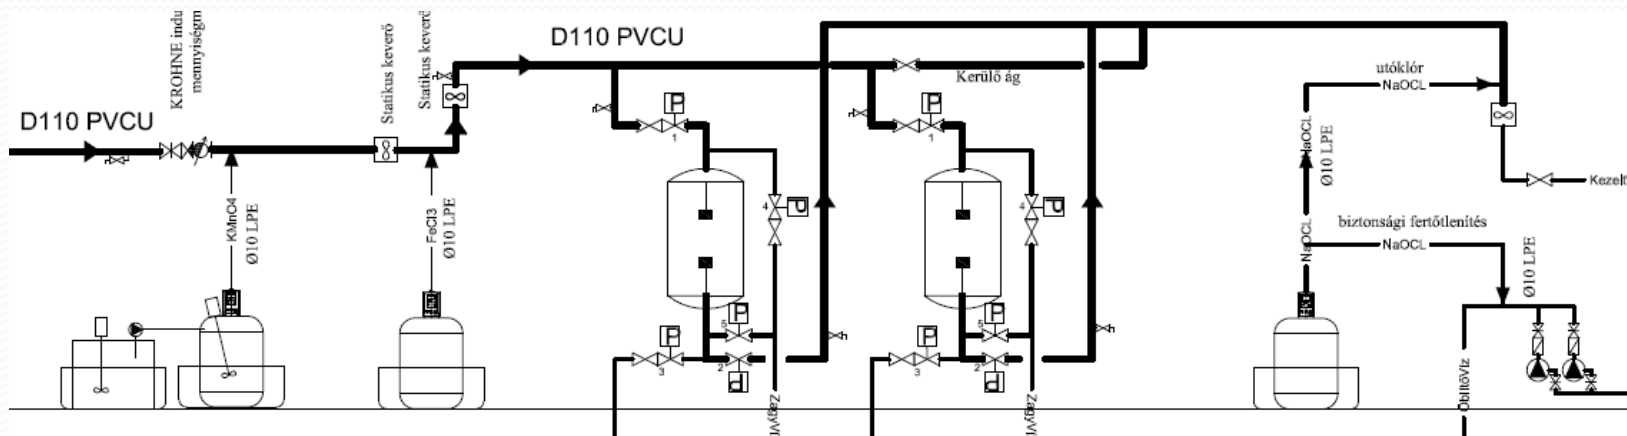 D110 PVCU
KROHNE indu
mennyiségm
Statikus keverő
Statikus keverő
D110 PVCU
Kerülő ág
KMnO4
Ø10 LPE
FeCl3
Ø10 LPE
P
1
4
P
P
5
P
3
2
P
ZagyVí
P
1
4
P
P
5
P
3
2
P
ZagyVí
utóklór
NaOCL
NaOCL
Ø10 LPE
NaOCL
biztonsági fertőtlenítés
NaOCL
Ø10 LPE
Kezelt
ÖblítőVíz